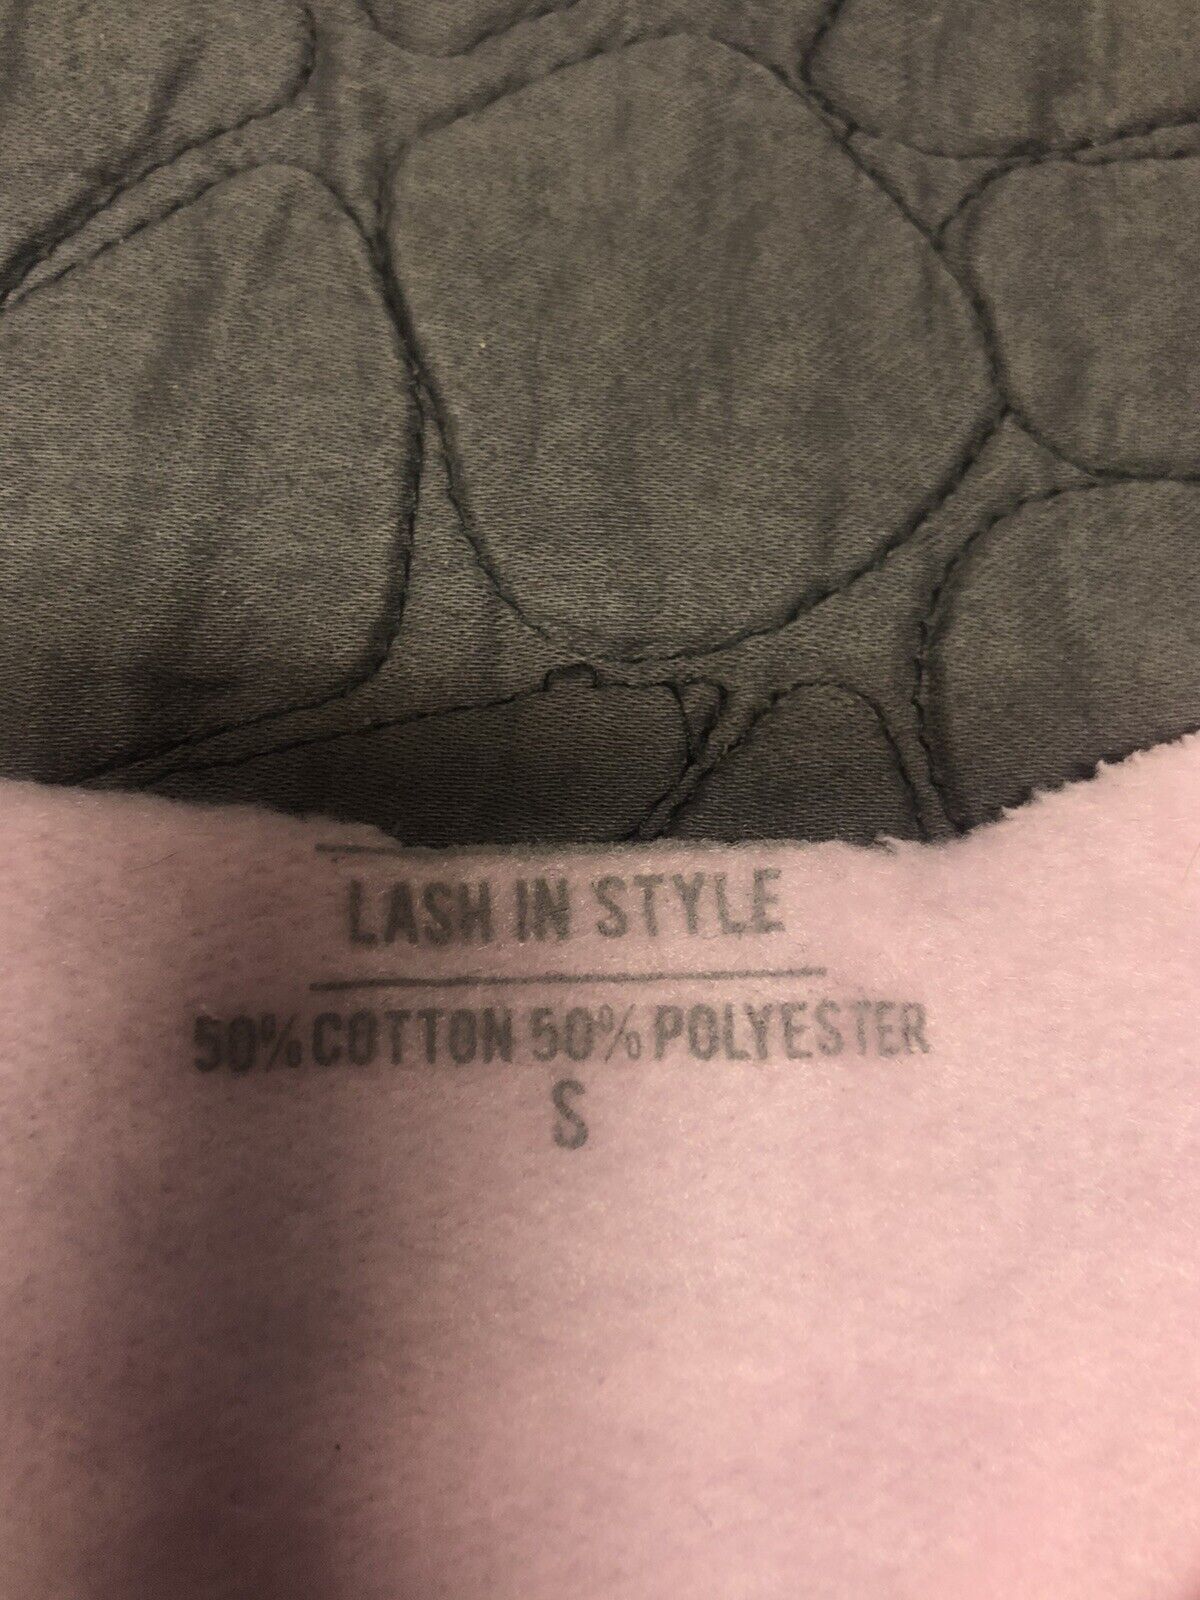 LASH IN STYLE
50% COTTON 50% POLYESTER
S